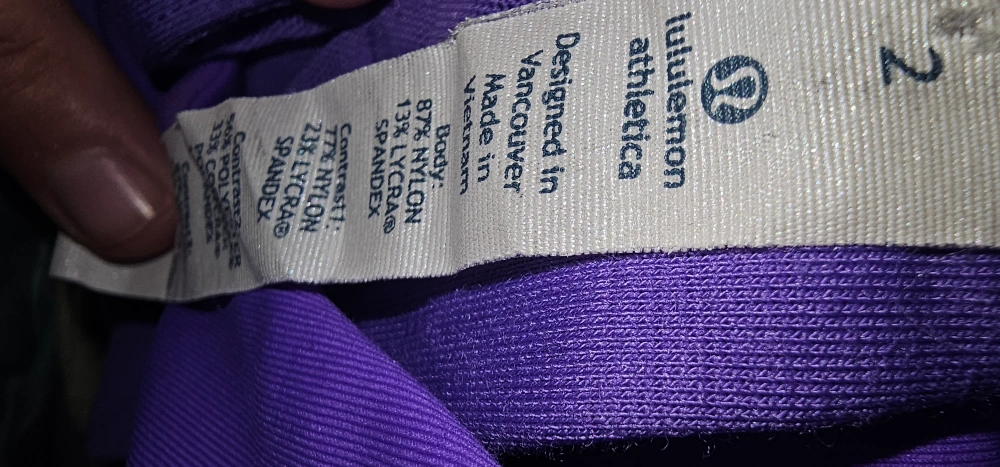 2
lululemon
athletica
Designed in
Vancouver
Made in
Vietnam
Body:
87% NYLON
13% LYCRA®
SPANDEX
Contrast1:
77% NYLON
23% LYCRA®
SPANDEX